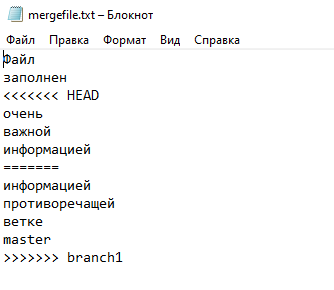 mergefile.txt – Блокнот
Файл Правка Формат Вид Справка
Файл
заполнен
<<<<<<< HEAD
очень
важной
информацией
=======
информацией
противоречащей
ветке
master
>>>>>>> branch1